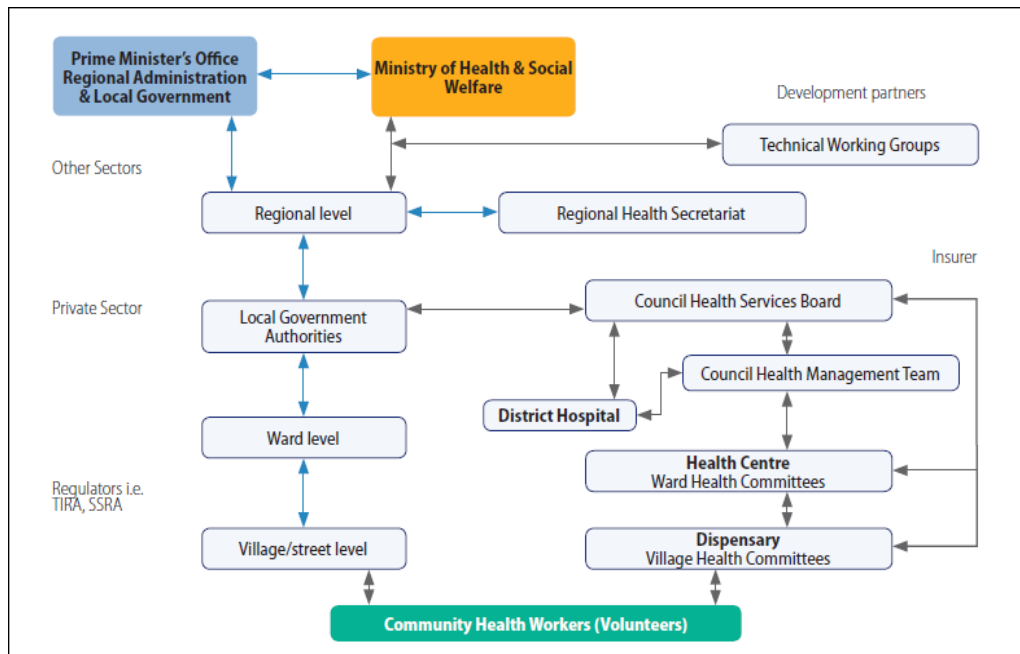 Prime Minister's Office
Regional Administration
& Local Government
Ministry of Health & Social
Welfare
Development partners
Technical Working Groups
Other Sectors
Regional level
Regional Health Secretariat
Insurer
Private Sector
Local Government
Authorities
Council Health Services Board
Council Health Management Team
District Hospital
Ward level
Health Centre
Ward Health Committees
Regulators i.e.
TIRA, SSRA
Village/street level
Dispensary
Village Health Committees
Community Health Workers (Volunteers)